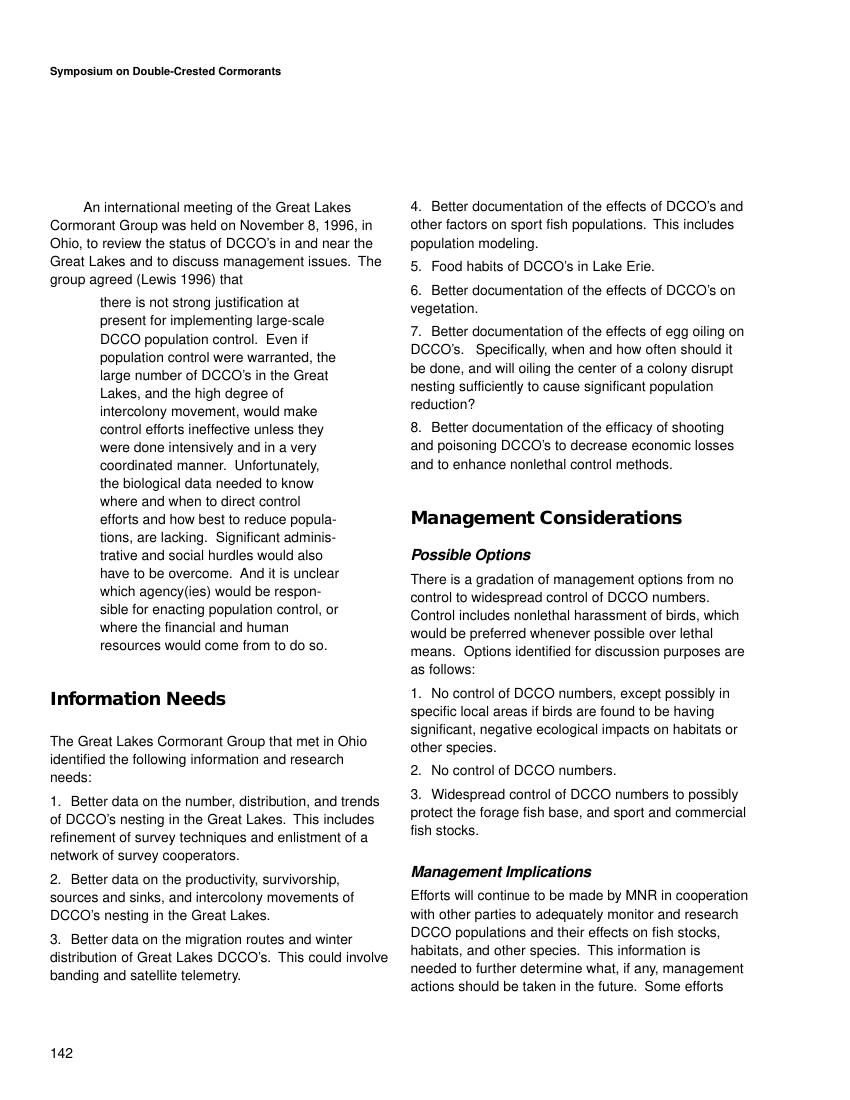 Symposium on Double-Crested Cormorants
An international meeting of the Great Lakes
Cormorant Group was held on November 8, 1996, in
Ohio, to review the status of DCCO's in and near the
Great Lakes and to discuss management issues.  The
group agreed (Lewis 1996) that
there is not strong justification at
present for implementing large-scale
DCCO population control.  Even if
population control were warranted, the
large number of DCCO's in the Great
Lakes, and the high degree of
intercolony movement, would make
control efforts ineffective unless they
were done intensively and in a very
coordinated manner.  Unfortunately,
the biological data needed to know
where and when to direct control
efforts and how best to reduce popula-
tions, are lacking.  Significant adminis-
trative and social hurdles would also
have to be overcome.  And it is unclear
which agency(ies) would be respon-
sible for enacting population control, or
where the financial and human
resources would come from to do so.
Information Needs
The Great Lakes Cormorant Group that met in Ohio
identified the following information and research
needs:
1.  Better data on the number, distribution, and trends
of DCCO's nesting in the Great Lakes.  This includes
refinement of survey techniques and enlistment of a
network of survey cooperators.
2.  Better data on the productivity, survivorship,
sources and sinks, and intercolony movements of
DCCO's nesting in the Great Lakes.
3.  Better data on the migration routes and winter
distribution of Great Lakes DCCO's.  This could involve
banding and satellite telemetry.
4.  Better documentation of the effects of DCCO's and
other factors on sport fish populations.  This includes
population modeling.
5.  Food habits of DCCO's in Lake Erie.
6.  Better documentation of the effects of DCCO's on
vegetation.
7.  Better documentation of the effects of egg oiling on
DCCO's.   Specifically, when and how often should it
be done, and will oiling the center of a colony disrupt
nesting sufficiently to cause significant population
reduction?
8.  Better documentation of the efficacy of shooting
and poisoning DCCO's to decrease economic losses
and to enhance nonlethal control methods.
Management Considerations
Possible Options
There is a gradation of management options from no
control to widespread control of DCCO numbers.
Control includes nonlethal harassment of birds, which
would be preferred whenever possible over lethal
means.  Options identified for discussion purposes are
as follows:
1.  No control of DCCO numbers, except possibly in
specific local areas if birds are found to be having
significant, negative ecological impacts on habitats or
other species.
2.  No control of DCCO numbers.
3.  Widespread control of DCCO numbers to possibly
protect the forage fish base, and sport and commercial
fish stocks.
Management Implications
Efforts will continue to be made by MNR in cooperation
with other parties to adequately monitor and research
DCCO populations and their effects on fish stocks,
habitats, and other species.  This information is
needed to further determine what, if any, management
actions should be taken in the future.  Some efforts
142